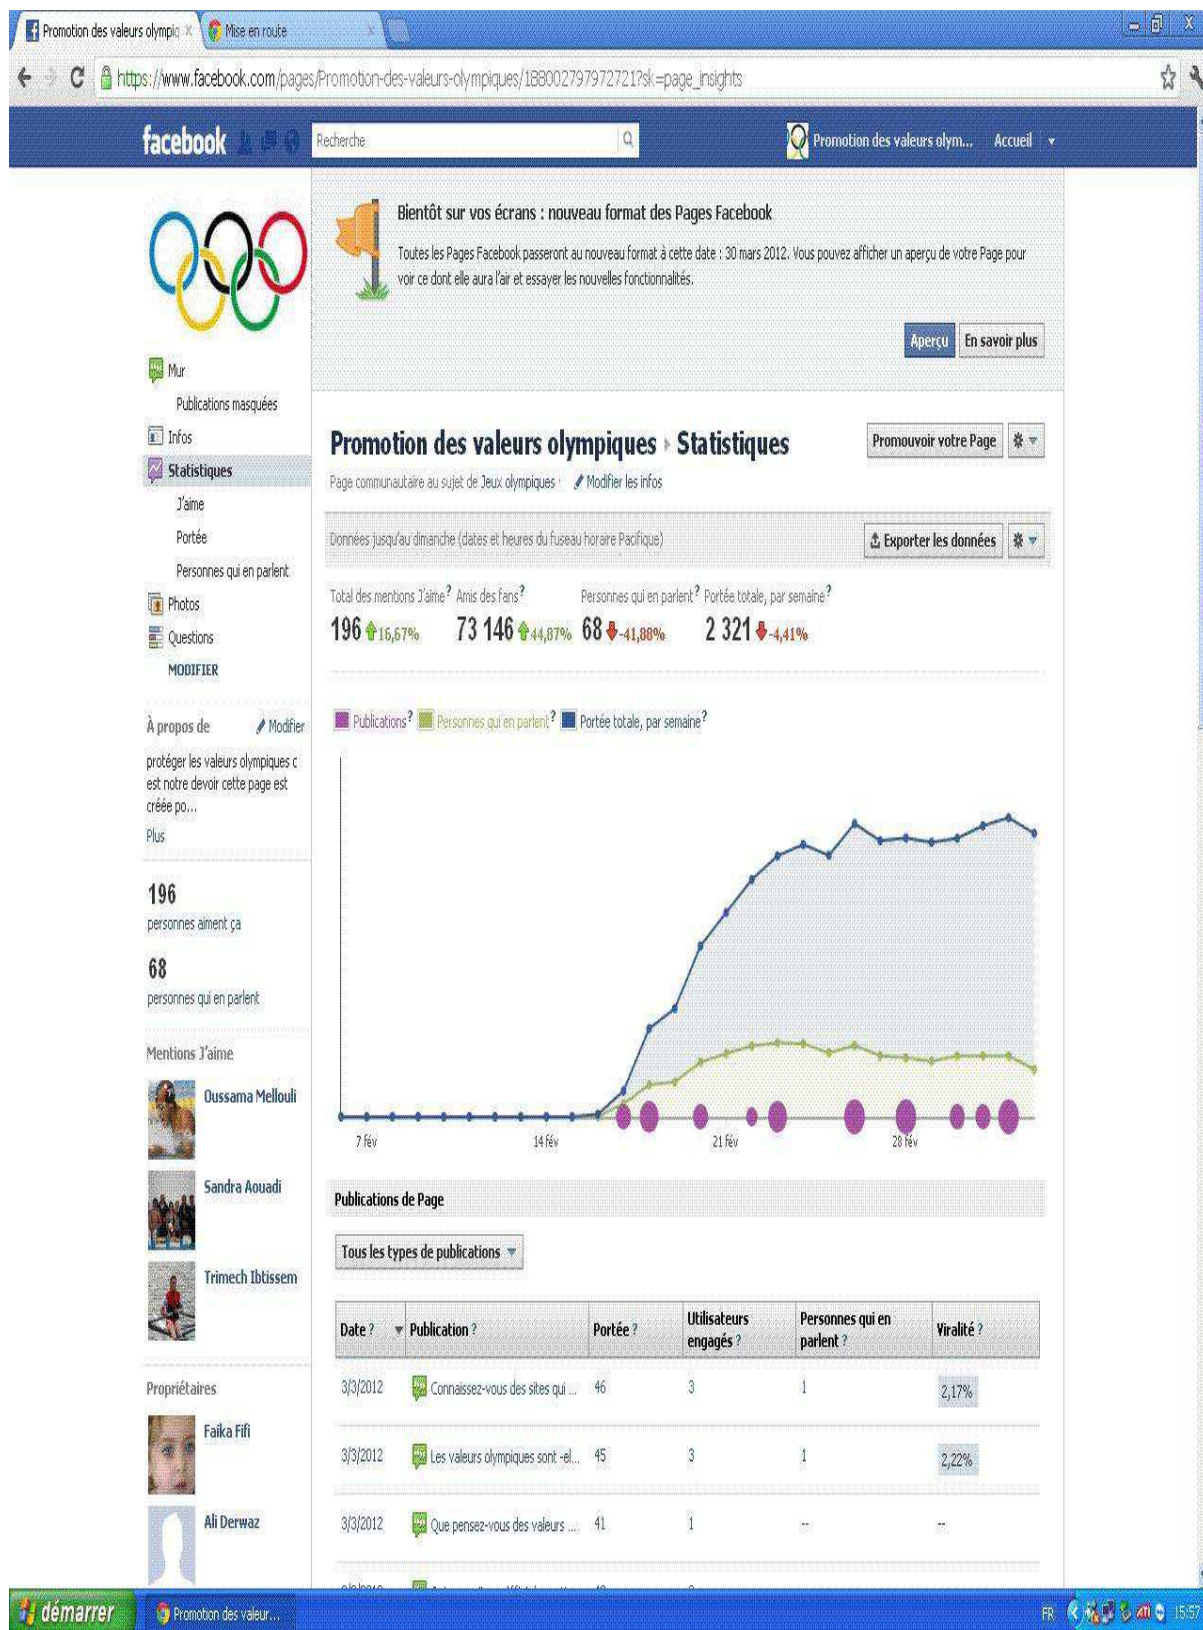 Promotion des valeurs olympiq
Mise en route
https://www.facebook.com/pages/Promotion-des-valeurs-olympiques/188002797972721?sk=page_insights
facebook
Recherche
Promotion des valeurs olym...
Accueil
Bientôt sur vos écrans : nouveau format des Pages Facebook
Toutes les Pages Facebook passeront au nouveau format à cette date : 30 mars 2012. Vous pouvez afficher un aperçu de votre Page pour
voir ce dont elle aura l'air et essayer les nouvelles fonctionnalités.
Aperçu
En savoir plus
Mur
Publications masquées
Infos
Statistiques
J'aime
Portée
Personnes qui en parlent
Photos
Questions
MODIFIER
À propos de
Modifier
protéger les valeurs olympiques c
est notre devoir cette page est
créée po...
Plus
196
personnes aiment ça
68
personnes qui en parlent
Mentions J'aime
Oussama Mellouli
Sandra Aouadi
Trimech Ibtissem
Propriétaires
Faika Fifi
Ali Derwaz
Promotion des valeurs olympiques Statistiques
Promouvoir votre Page
Page communautaire au sujet de Jeux olympiques
Modifier les infos
Données jusqu'au dimanche (dates et heures du fuseau horaire Pacifique)
Exporter les données
Total des mentions J'aime? Amis des fans? Personnes qui en parlent? Portée totale, par semaine?
196 16,67% 73 146 44,87% 68 -41,88% 2 321 -4,41%
Publications? Personnes qui en parlent? Portée totale, par semaine?
7 fév 14 fév 21 fév 28 fév
Publications de Page
Tous les types de publications
Date ? Publication ? Portée ? Utilisateurs engagés ? Personnes qui en parlent ? Viralité ?
3/3/2012 Connaissez-vous des sites qui ... 46 3 1 2,17%
3/3/2012 Les valeurs olympiques sont -el... 45 3 1 2,22%
3/3/2012 Que pensez-vous des valeurs ... 41 1 -- --
démarrer
Promotion des valeur...
FR
15:57